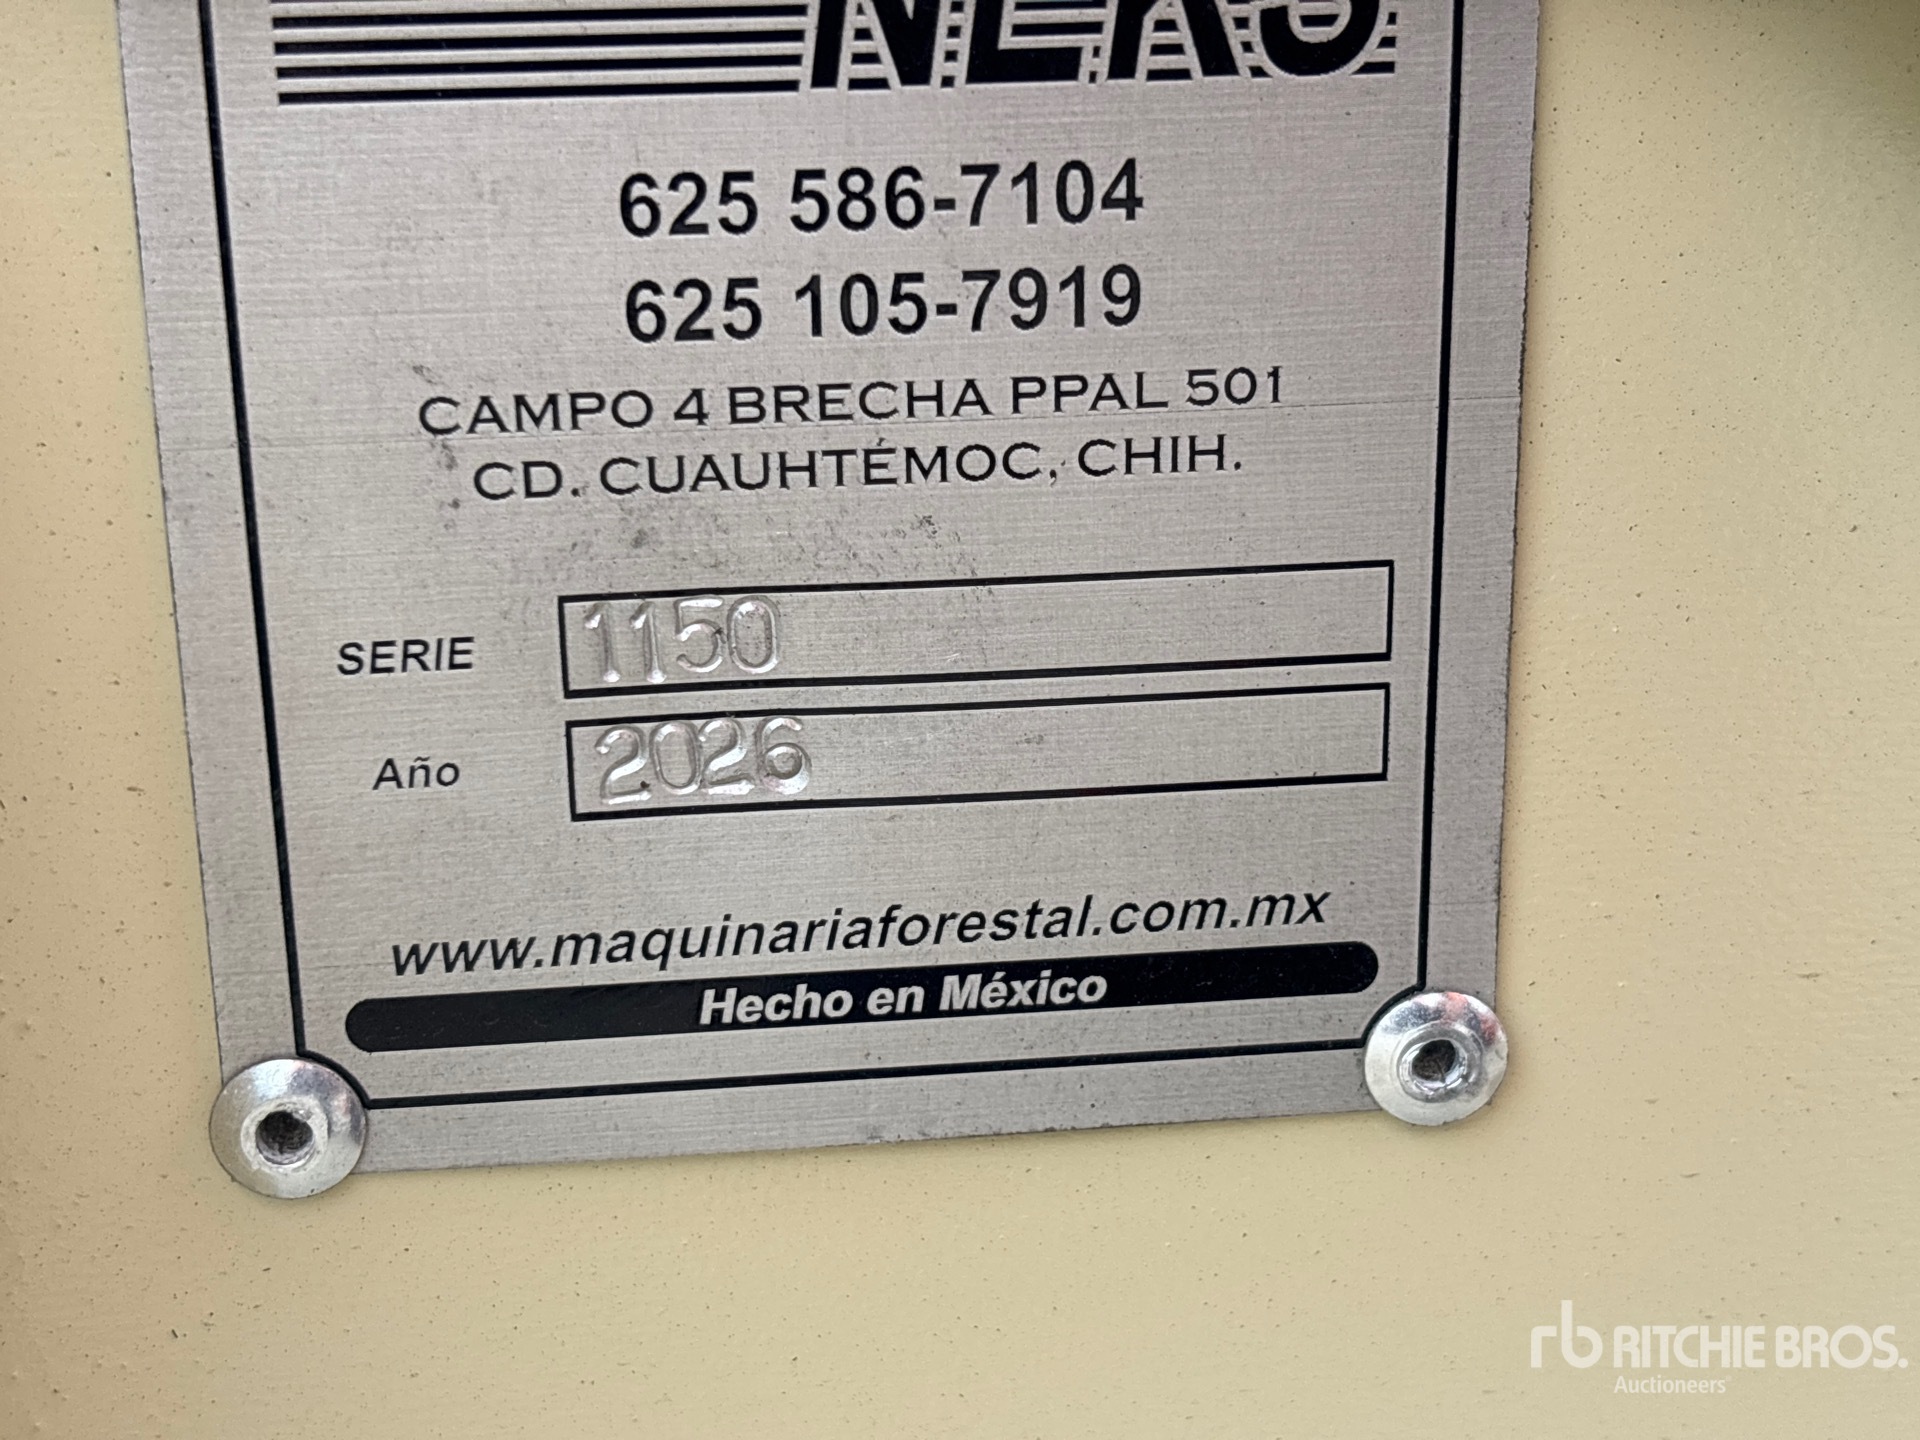 625 586-7104
625 105-7919
CAMPO 4 BRECHA PPAL 501
CD. CUAUHTÉMOC, CHIH.
SERIE 1150
Año 2026
www.maquinariaforestal.com.mx
Hecho en México
rb RITCHIE BROS.
Auctioneers